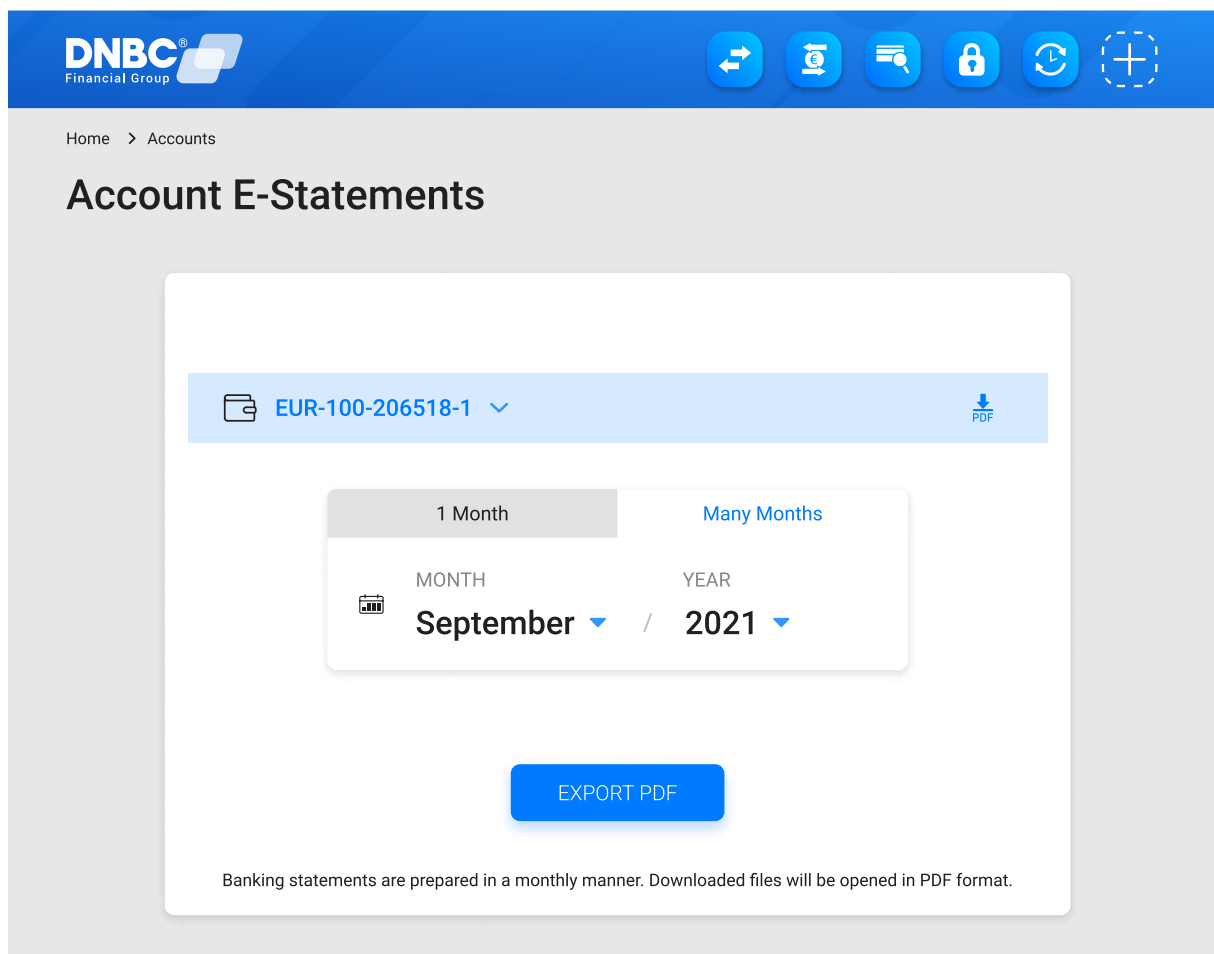 DNBC®
Financial Group
Home > Accounts
Account E-Statements
EUR-100-206518-1
PDF
1 Month Many Months
MONTH YEAR
September / 2021
EXPORT PDF
Banking statements are prepared in a monthly manner. Downloaded files will be opened in PDF format.